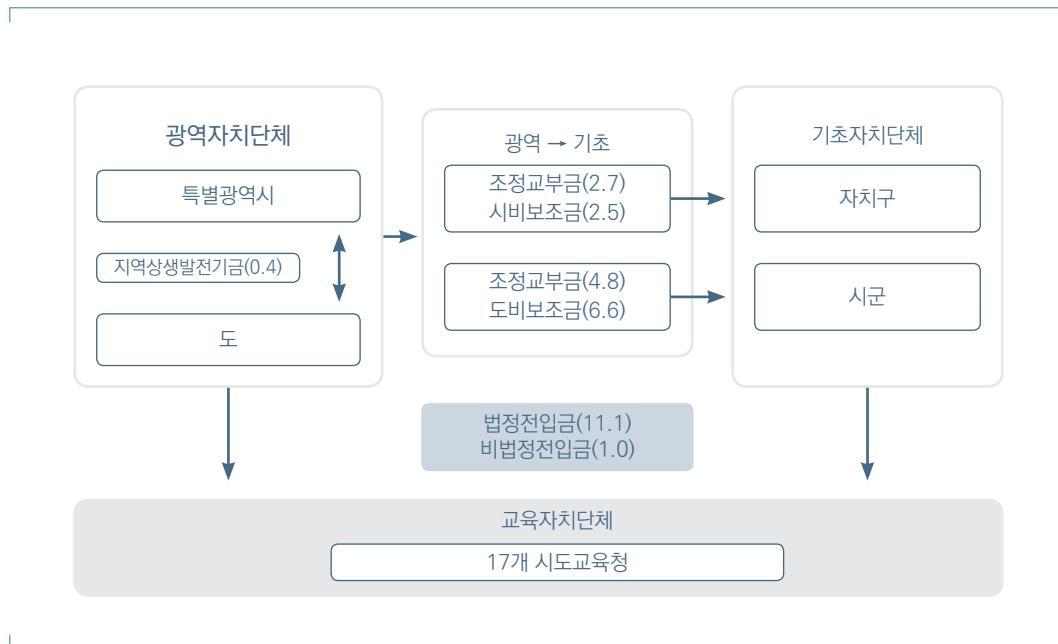 광역자치단체
특별광역시
지역상생발전기금(0.4)
도
광역 → 기초
조정교부금(2.7)
시비보조금(2.5)
조정교부금(4.8)
도비보조금(6.6)
기초자치단체
자치구
시군
법정전입금(11.1)
비법정전입금(1.0)
교육자치단체
17개 시도교육청